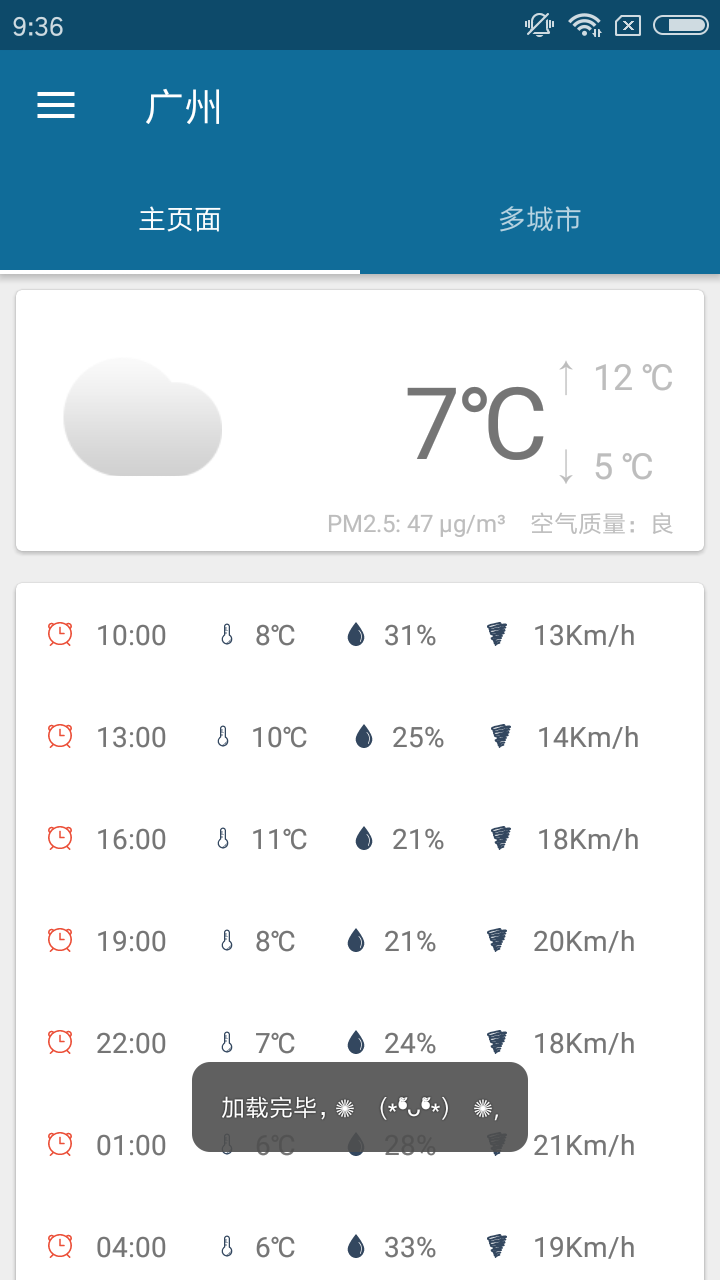 9:36
广州
主页面 多城市
7℃
↑ 12 ℃
↓ 5 ℃
PM2.5: 47 μg/m³ 空气质量：良
10:00 8℃ 31% 13Km/h
13:00 10℃ 25% 14Km/h
16:00 11℃ 21% 18Km/h
19:00 8℃ 21% 20Km/h
22:00 7℃ 24% 18Km/h
加载完毕，✺ (*❛ᴗ❛*) ✺,
01:00 6℃ 28% 21Km/h
04:00 6℃ 33% 19Km/h